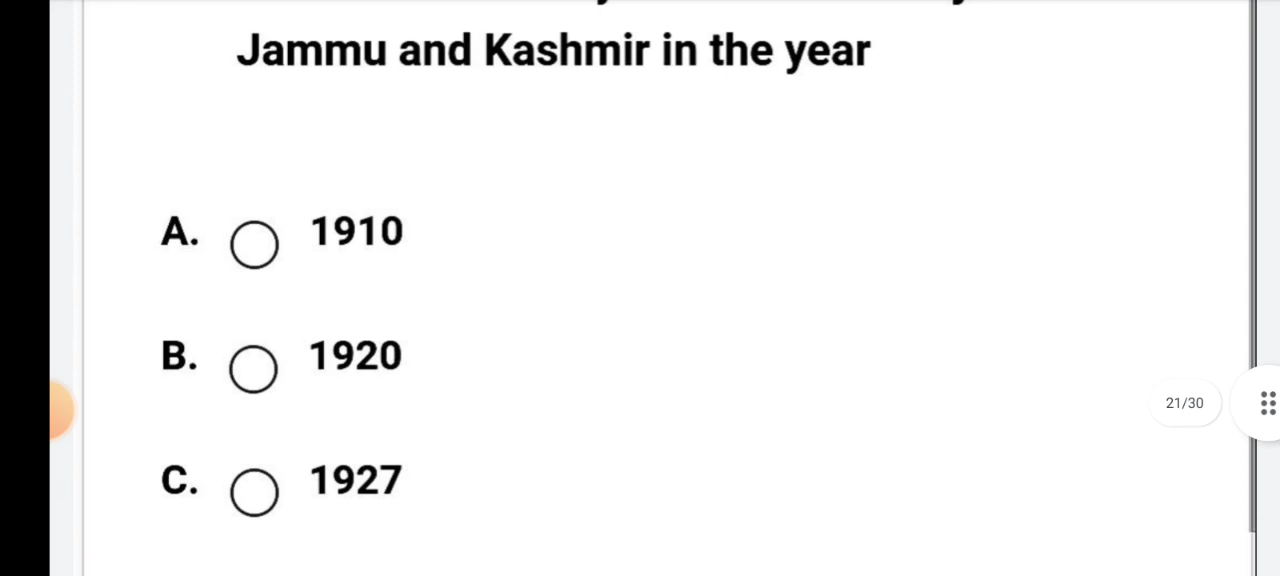 Jammu and Kashmir in the year
A. 1910
B. 1920
21/30
C. 1927